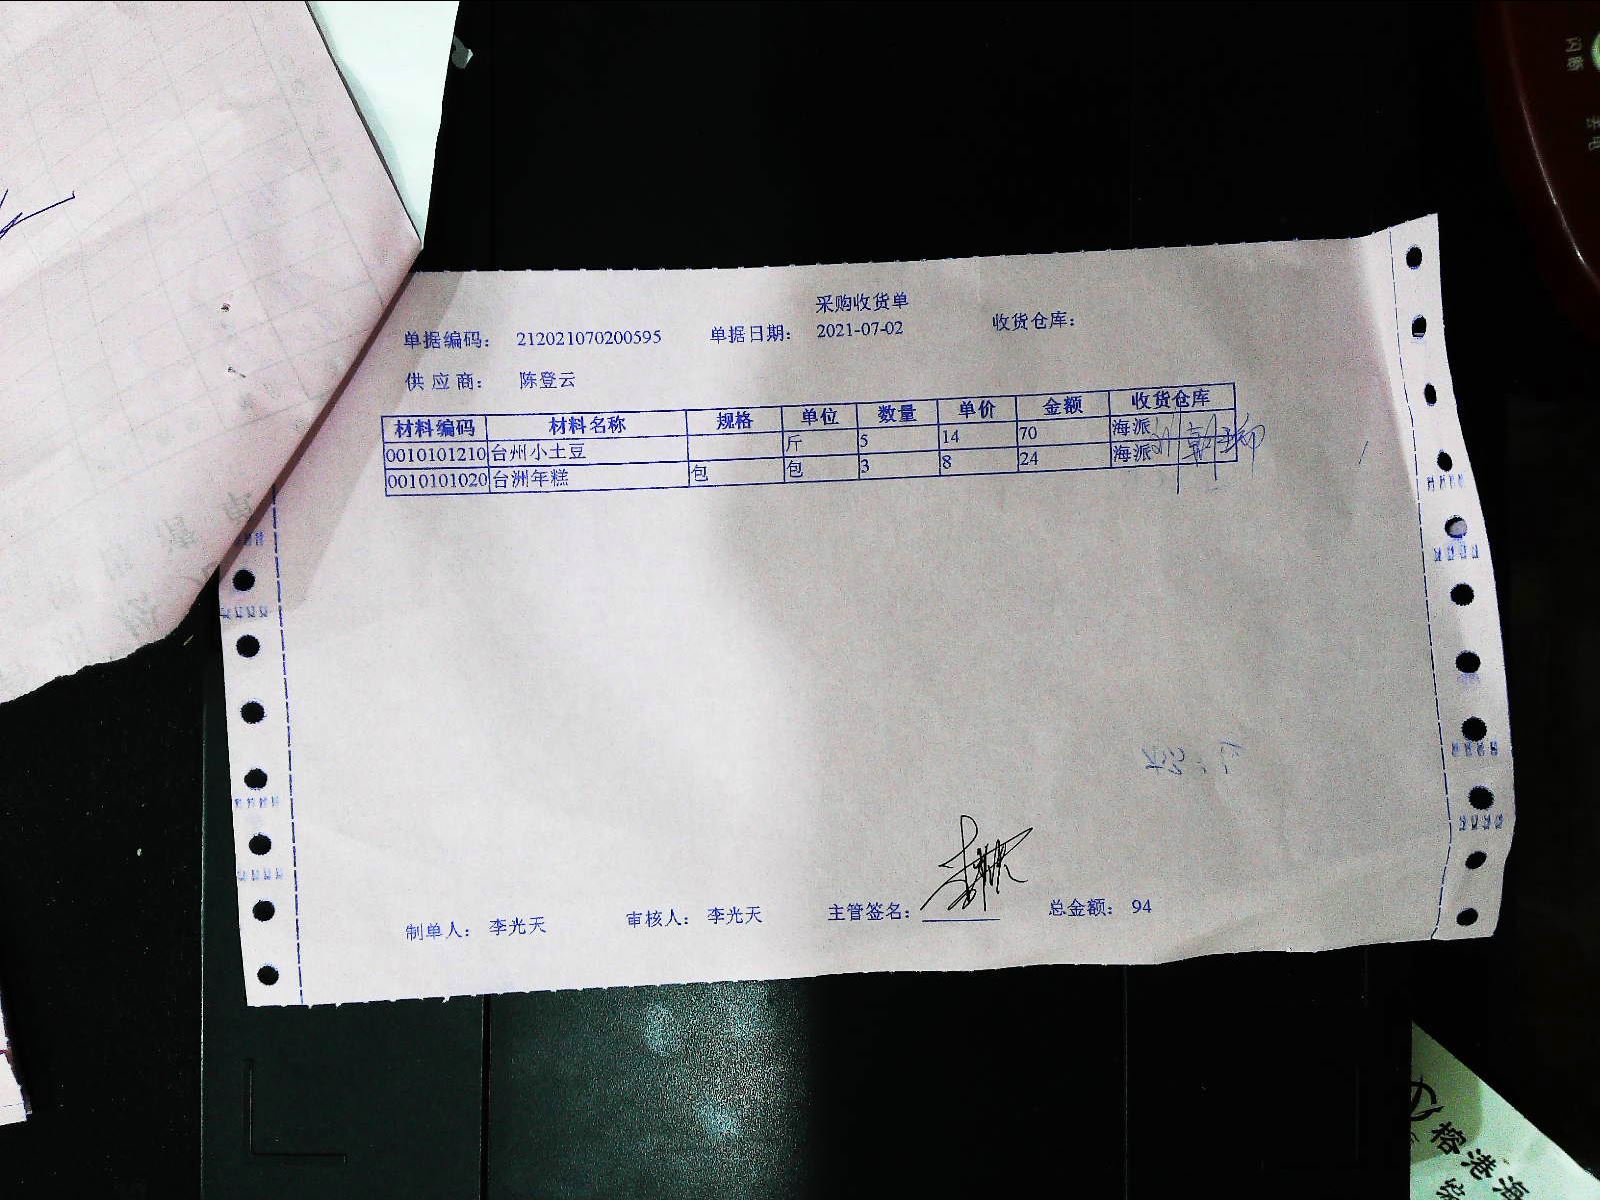 采购收货单
单据编码： 212021070200595 单据日期： 2021-07-02 收货仓库：
供应商： 陈登云
材料编码 材料名称 规格 单位 数量 单价 金额 收货仓库
0010101210 台州小土豆 斤 5 14 70 海派
0010101020 台洲年糕 包 包 3 8 24 海派
制单人： 李光天 审核人： 李光天 主管签名： 总金额： 94
榕港海